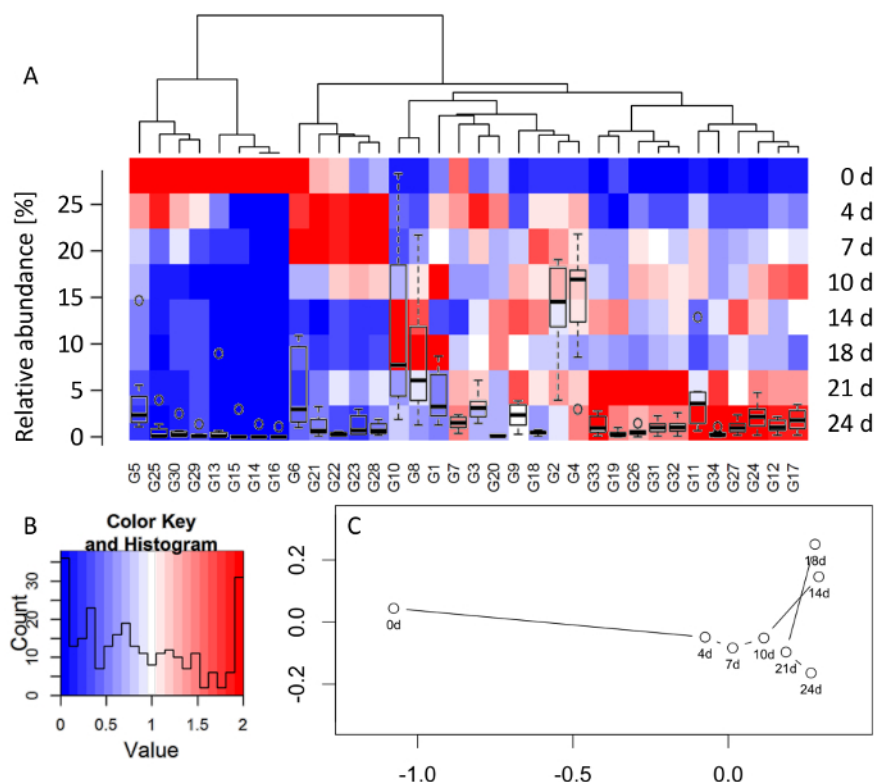 A
Relative abundance [%]
25
20
15
10
5
0
0 d
4 d
7 d
10 d
14 d
18 d
21 d
24 d
G5 G25 G30 G29 G13 G15 G14 G16 G6 G21 G22 G23 G28 G10 G8 G1 G7 G3 G20 G9 G18 G2 G4 G33 G19 G26 G31 G32 G11 G34 G27 G24 G12 G17
B
Color Key
and Histogram
Count
0 10 20 30
0 0.5 1 1.5 2
Value
C
0.2
0.0
-0.2
0d
4d
7d
10d
14d
18d
21d
24d
-1.0 -0.5 0.0